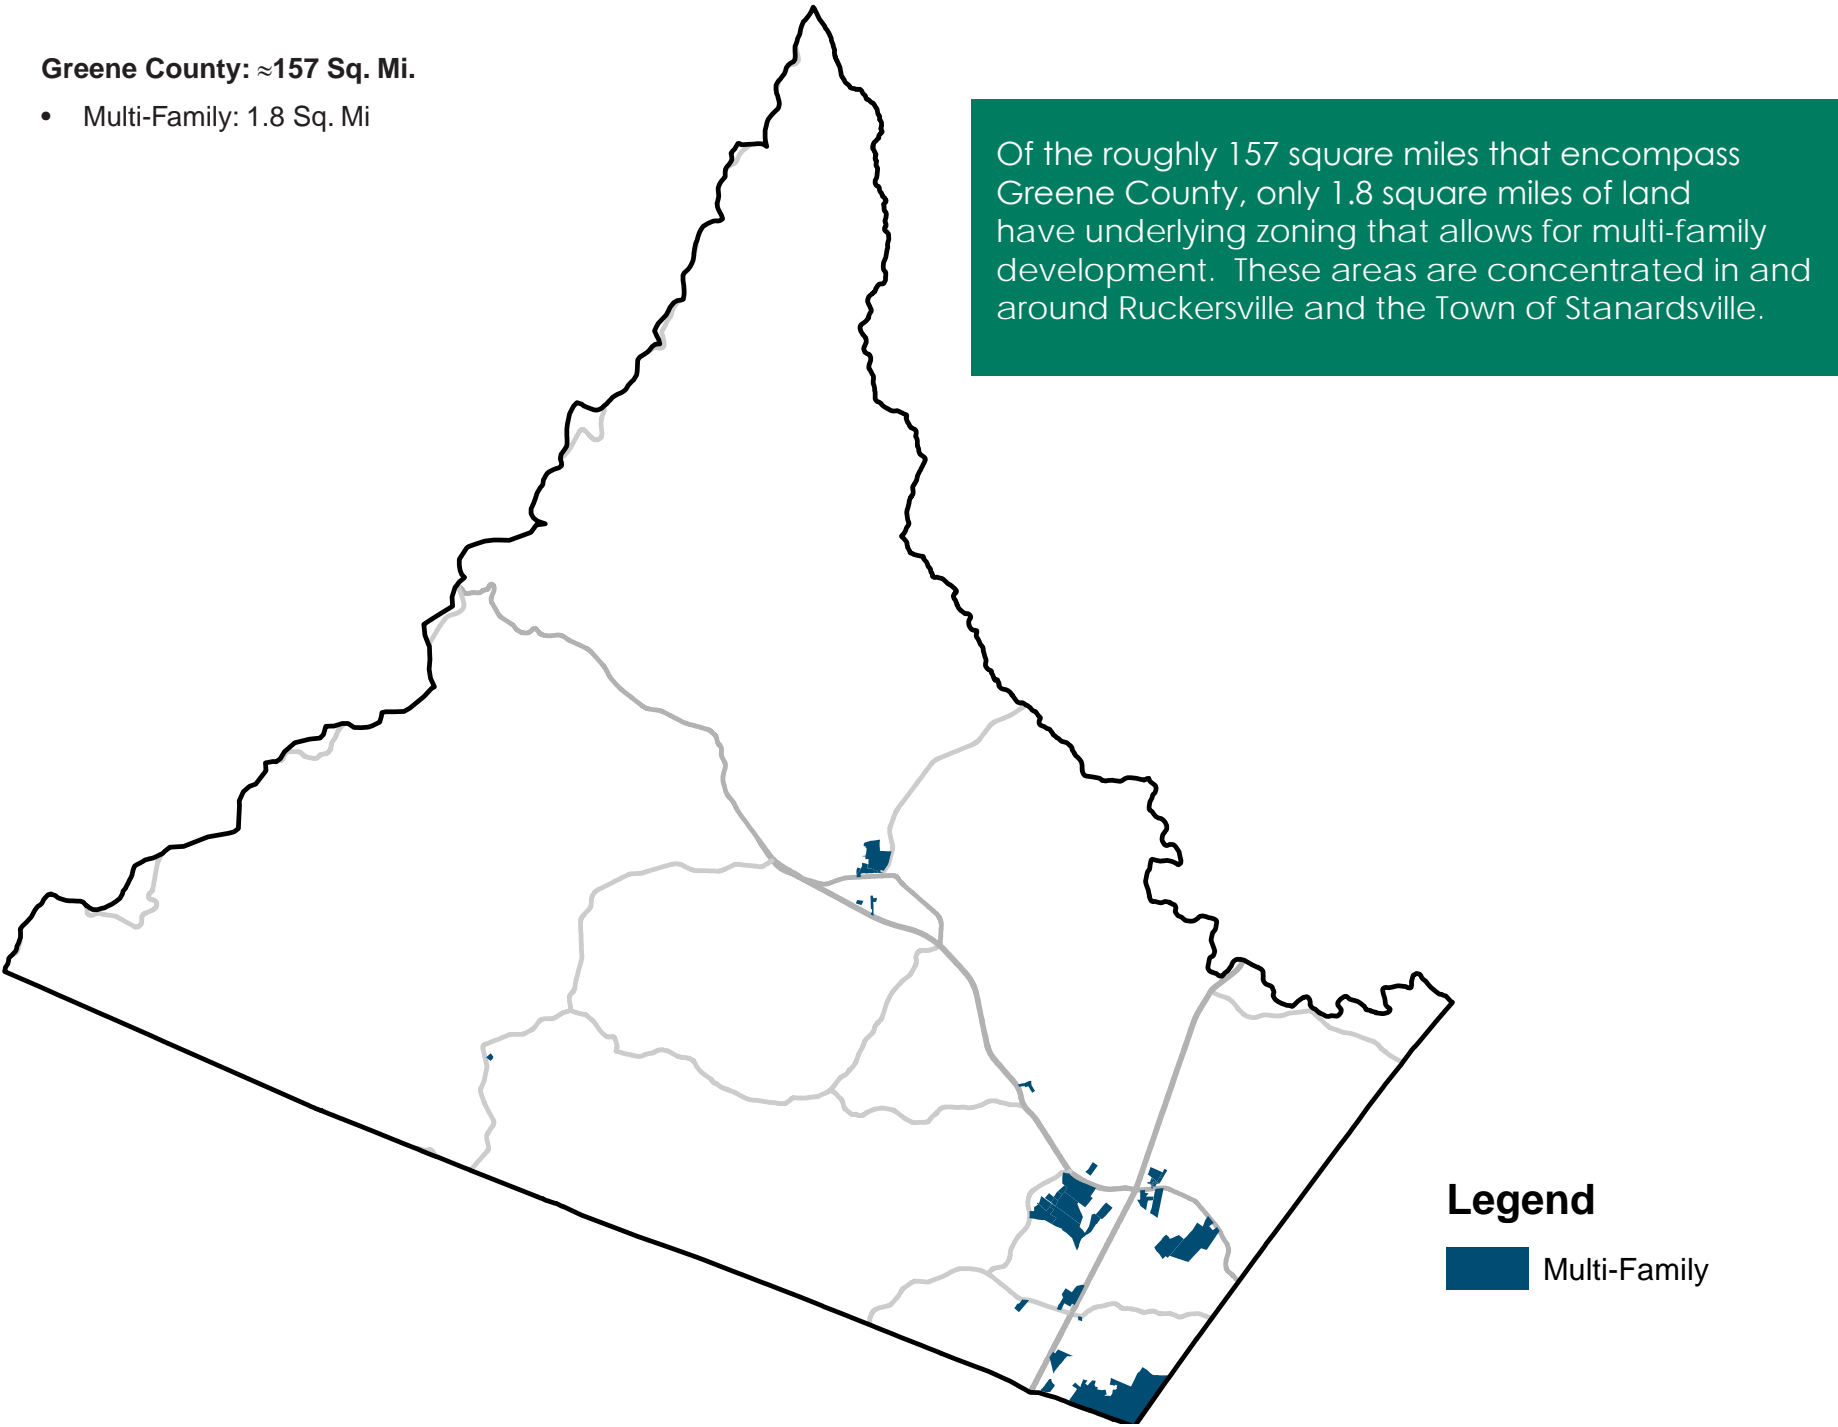 Greene County: ≈157 Sq. Mi.
• Multi-Family: 1.8 Sq. Mi
Of the roughly 157 square miles that encompass
Greene County, only 1.8 square miles of land
have underlying zoning that allows for multi-family
development.  These areas are concentrated in and
around Ruckersville and the Town of Stanardsville.
Legend
Multi-Family